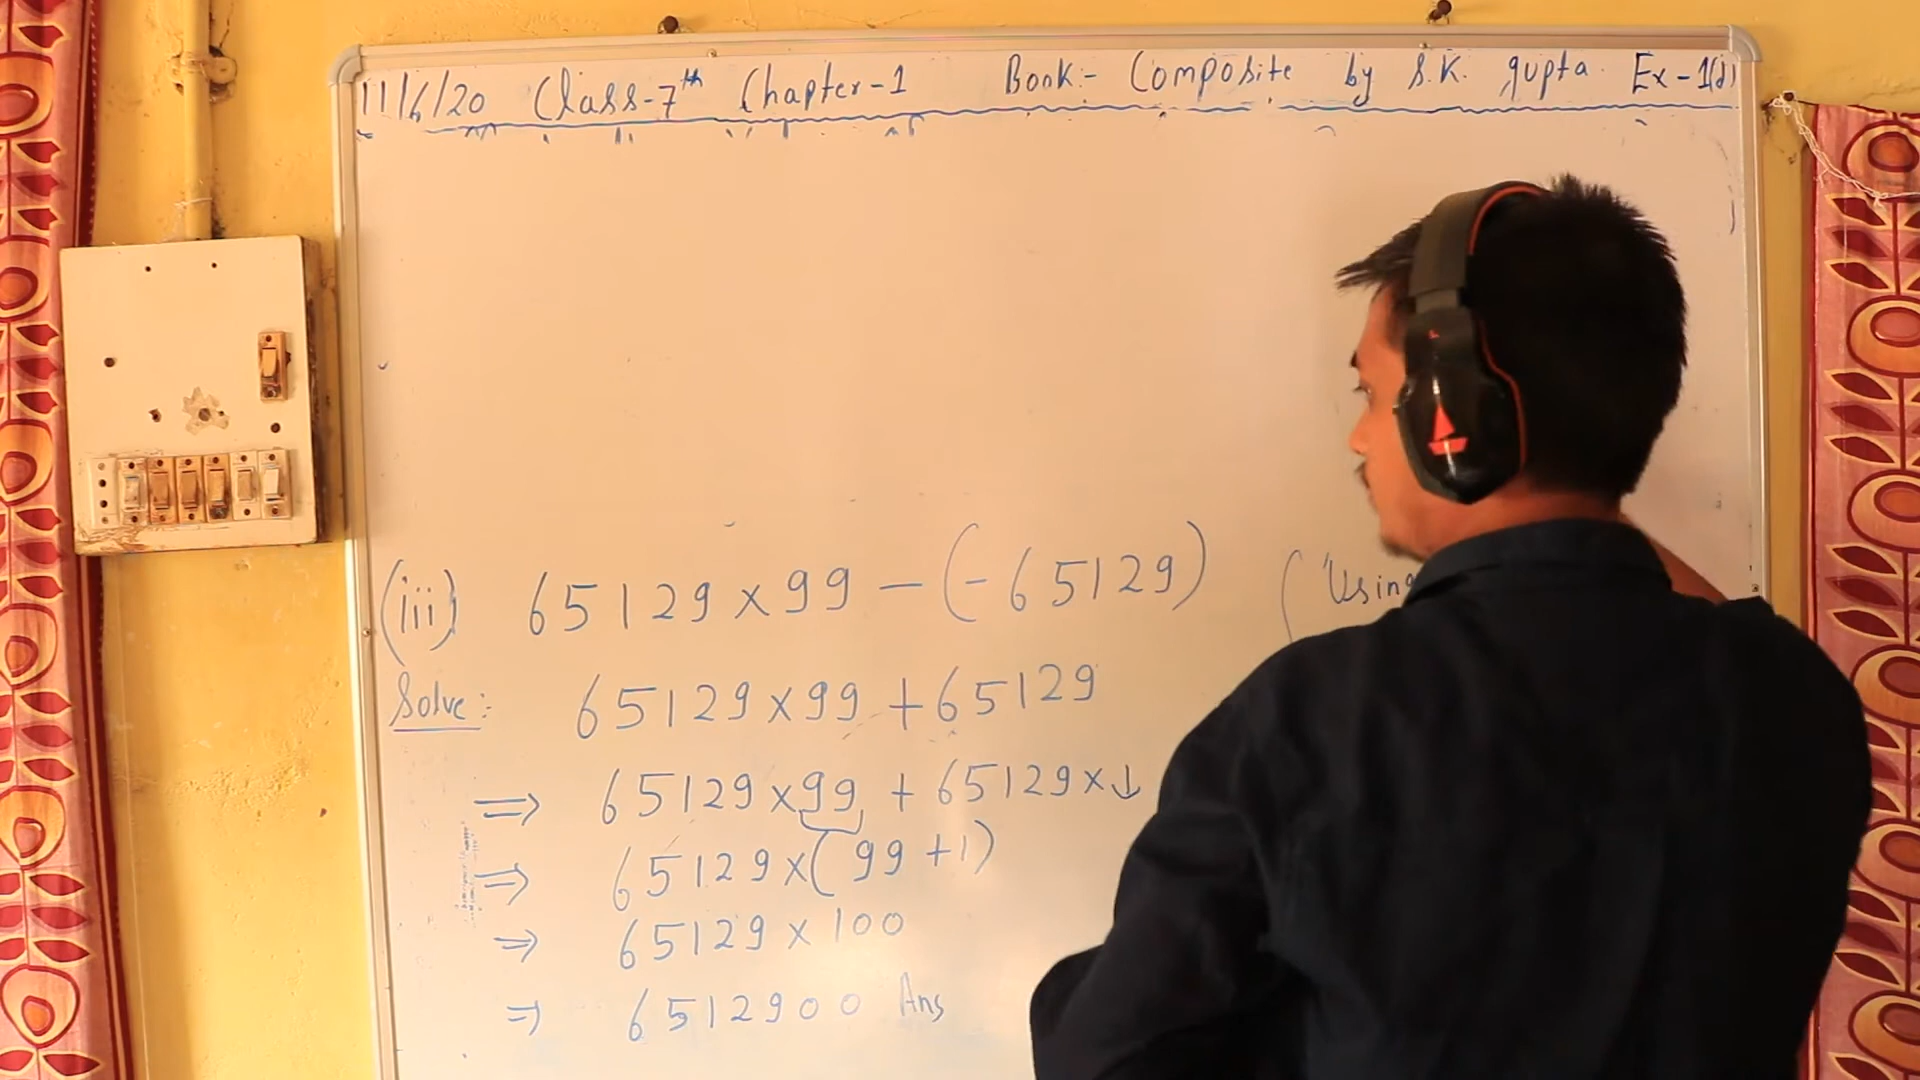 11/6/20 Class-7th Chapter-1 Book:- Composite by S.K. gupta Ex-1(d)
(iii) 65129 × 99 - (-65129) (Using
Solve: 65129 × 99 + 65129
⇒ 65129 × 99 + 65129 × 1
⇒ 65129 × (99 + 1)
⇒ 65129 × 100
⇒ 6512900 Ans